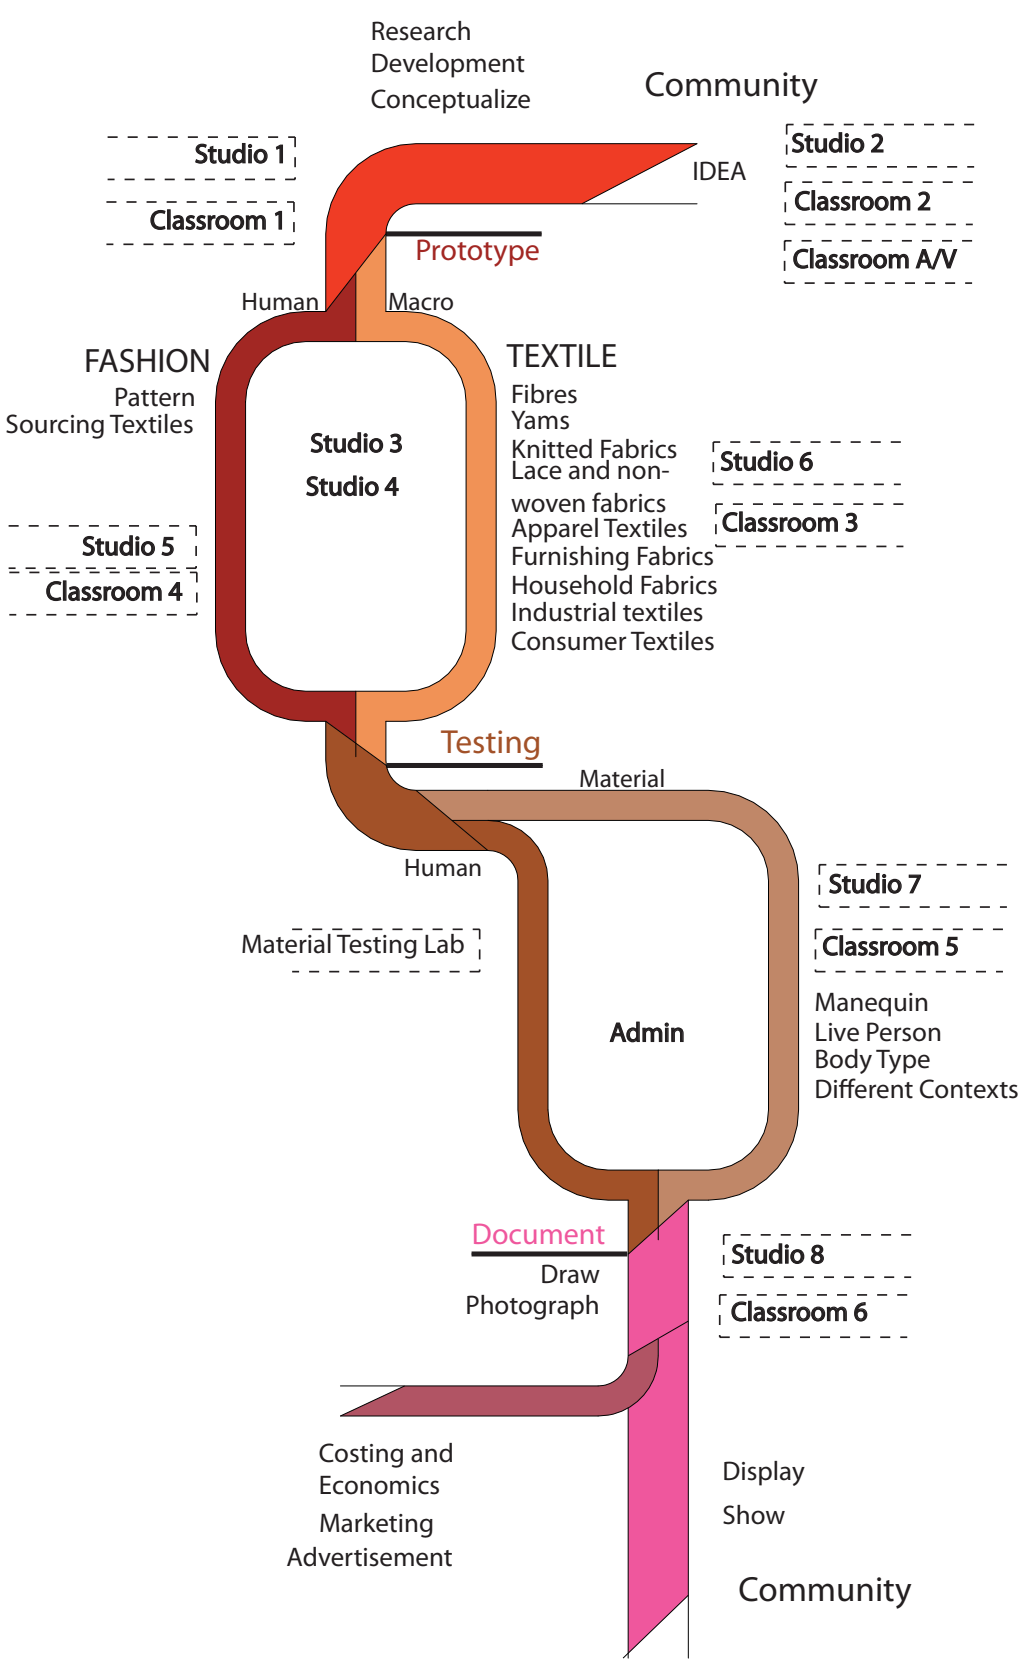 Research
Development
Conceptualize
Community
Studio 1
Classroom 1
IDEA
Studio 2
Classroom 2
Classroom A/V
Prototype
Human
Macro
FASHION
Pattern
Sourcing Textiles
TEXTILE
Fibres
Yams
Knitted Fabrics
Lace and non-
woven fabrics
Apparel Textiles
Furnishing Fabrics
Household Fabrics
Industrial textiles
Consumer Textiles
Studio 3
Studio 4
Studio 6
Classroom 3
Studio 5
Classroom 4
Testing
Material
Human
Material Testing Lab
Studio 7
Classroom 5
Manequin
Live Person
Body Type
Different Contexts
Admin
Document
Draw
Photograph
Studio 8
Classroom 6
Costing and
Economics
Marketing
Advertisement
Display
Show
Community